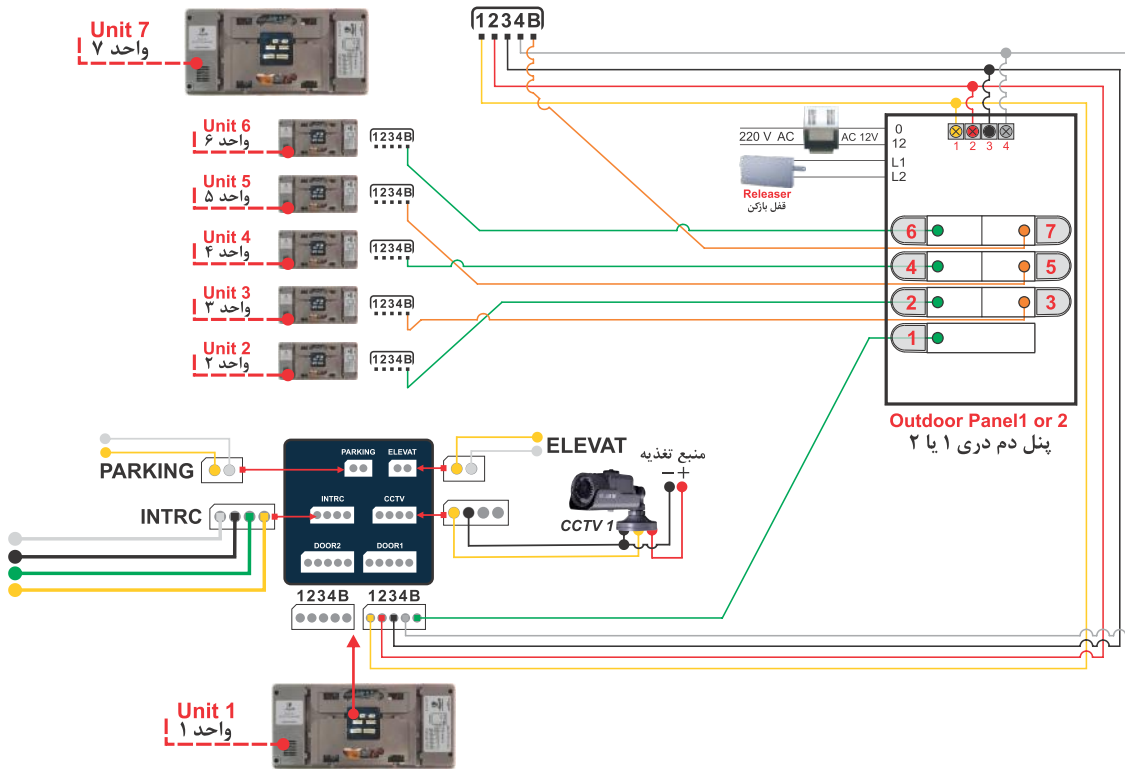 Unit 7
واحد ۷
1234B
Unit 6
واحد ۶
1234B
Unit 5
واحد ۵
1234B
Unit 4
واحد ۴
1234B
Unit 3
واحد ۳
1234B
Unit 2
واحد ۲
1234B
220 V AC
AC 12V
0
12
L1
L2
Releaser
قفل بازکن
1 2 3 4
6 7
4 5
2 3
1
Outdoor Panel1 or 2
پنل دم دری ۱ یا ۲
PARKING
INTRC
PARKING ELEVAT
INTRC CCTV
DOOR2 DOOR1
1234B 1234B
ELEVAT
منبع تغذیه
− +
CCTV 1
Unit 1
واحد ۱